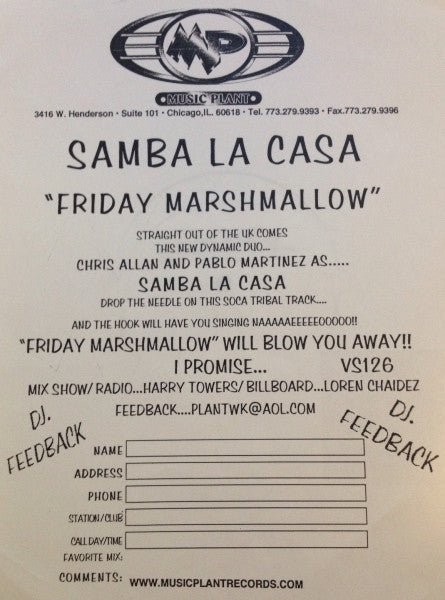 MP
• MUSIC PLANT •
3416 W. Henderson • Suite 101 • Chicago,IL. 60618 • Tel. 773.279.9393 • Fax.773.279.9396
SAMBA LA CASA
"FRIDAY MARSHMALLOW"
STRAIGHT OUT OF THE UK COMES
THIS NEW DYNAMIC DUO...
CHRIS ALLAN AND PABLO MARTINEZ AS.....
SAMBA LA CASA
DROP THE NEEDLE ON THIS SOCA TRIBAL TRACK....
AND THE HOOK WILL HAVE YOU SINGING NAAAAAEEEEEOOOOO!!
"FRIDAY MARSHMALLOW" WILL BLOW YOU AWAY!!
I PROMISE... VS126
MIX SHOW/ RADIO...HARRY TOWERS/ BILLBOARD...LOREN CHAIDEZ
FEEDBACK....PLANTWK@AOL.COM
DJ.
FEEDBACK
DJ.
FEEDBACK
NAME
ADDRESS
PHONE
STATION/CLUB
CALL DAY/TIME
FAVORITE MIX:
COMMENTS: WWW.MUSICPLANTRECORDS.COM